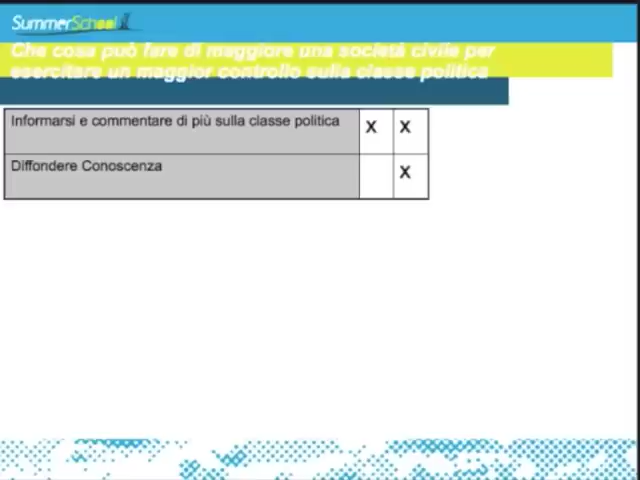 SummerSchool
Che cosa può fare di maggiore una società civile per
esercitare un maggior controllo sulla classe politica
Informarsi e commentare di più sulla classe politica X X
Diffondere Conoscenza X